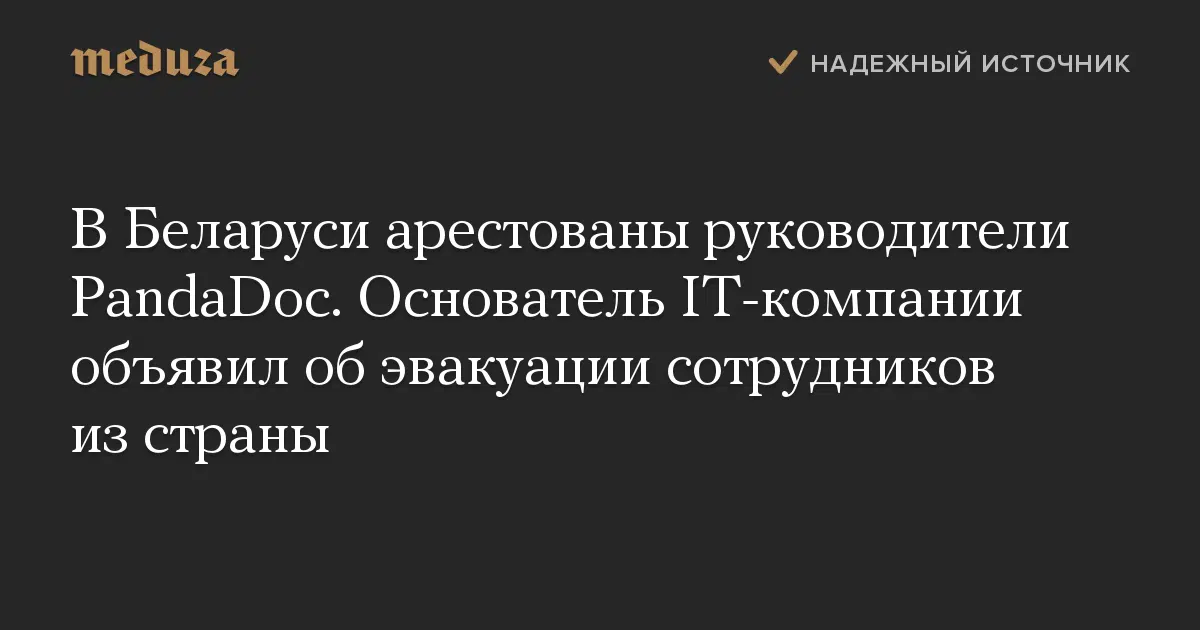 meduza
НАДЕЖНЫЙ ИСТОЧНИК
В Беларуси арестованы руководители
PandaDoc. Основатель IT-компании
объявил об эвакуации сотрудников
из страны